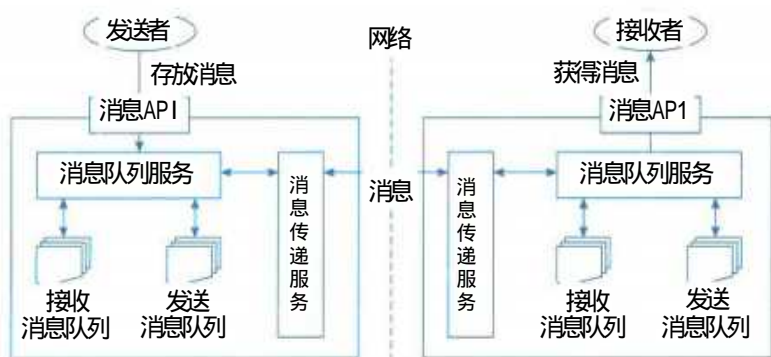 发送者
网络
接收者
存放消息
获得消息
消息API
消息AP1
消息队列服务
消息传递服务
消息
消息传递服务
消息队列服务
接收
消息队列
发送
消息队列
接收
消息队列
发送
消息队列